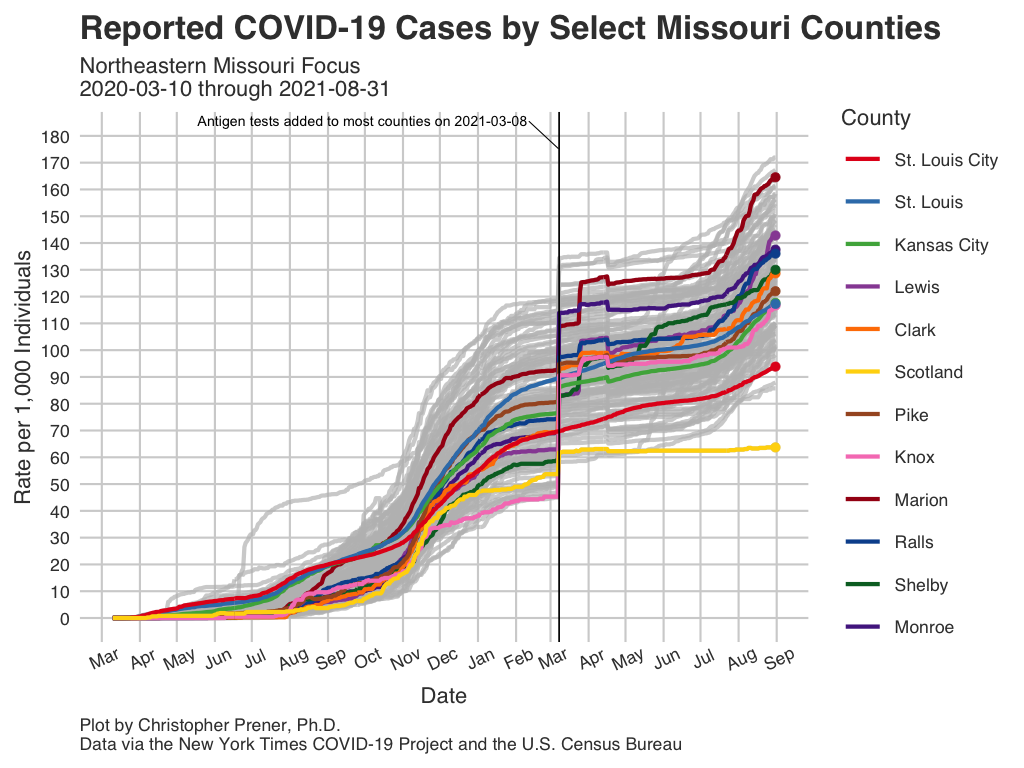 Reported COVID-19 Cases by Select Missouri Counties
Northeastern Missouri Focus
2020-03-10 through 2021-08-31
Antigen tests added to most counties on 2021-03-08
Rate per 1,000 Individuals
180
170
160
150
140
130
120
110
100
90
80
70
60
50
40
30
20
10
0
Mar Apr May Jun Jul Aug Sep Oct Nov Dec Jan Feb Mar Apr May Jun Jul Aug Sep
Date
County
St. Louis City
St. Louis
Kansas City
Lewis
Clark
Scotland
Pike
Knox
Marion
Ralls
Shelby
Monroe
Plot by Christopher Prener, Ph.D.
Data via the New York Times COVID-19 Project and the U.S. Census Bureau